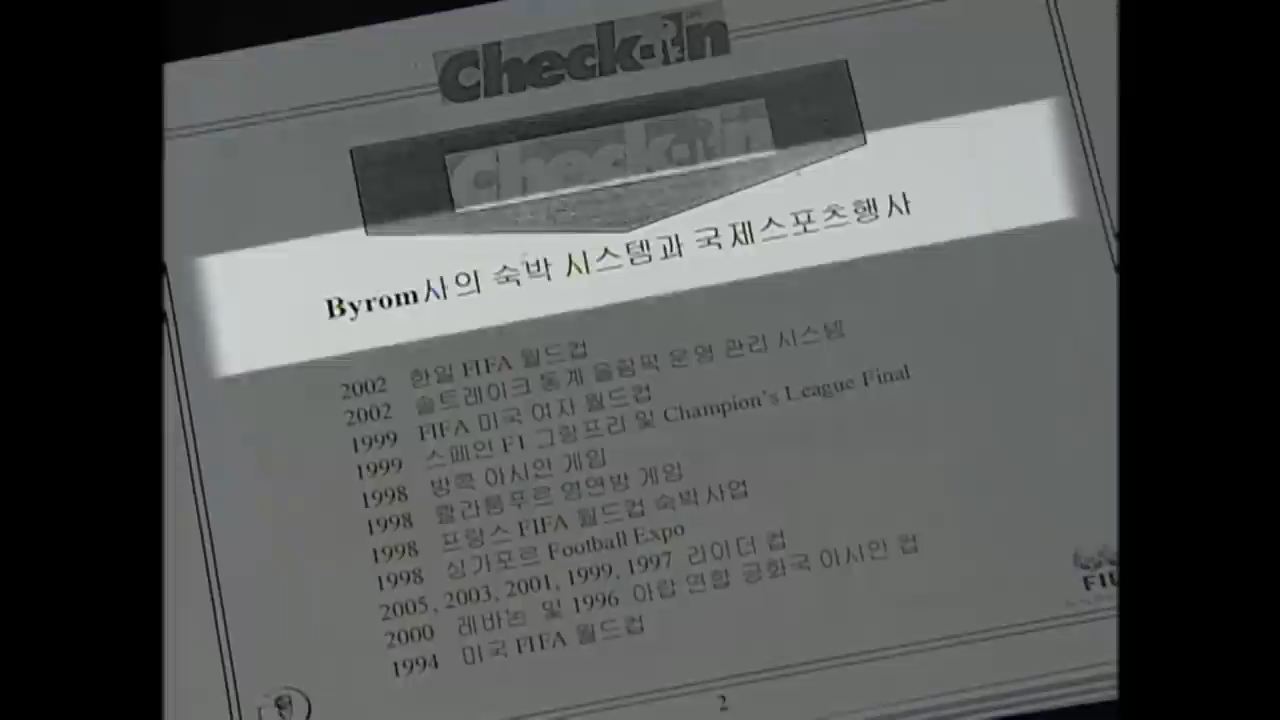 Check-In
Check-In
Byrom사의 숙박 시스템과 국제스포츠행사
2002 한일 FIFA 월드컵
2002 솔트레이크 동계 올림픽 운영 관리 시스템
1999 FIFA 미국 여자 월드컵
1999 스페인 F1 그랑프리 및 Champion's League Final
1998 방콕 아시안 게임
1998 콸라룸푸르 영연방 게임
1998 프랑스 FIFA 월드컵 숙박사업
1998 싱가포르 Football Expo
2005, 2003, 2001, 1999, 1997 라이더 컵
2000 레바논 및 1996 아랍 연합 공화국 아시안 컵
1994 미국 FIFA 월드컵
2